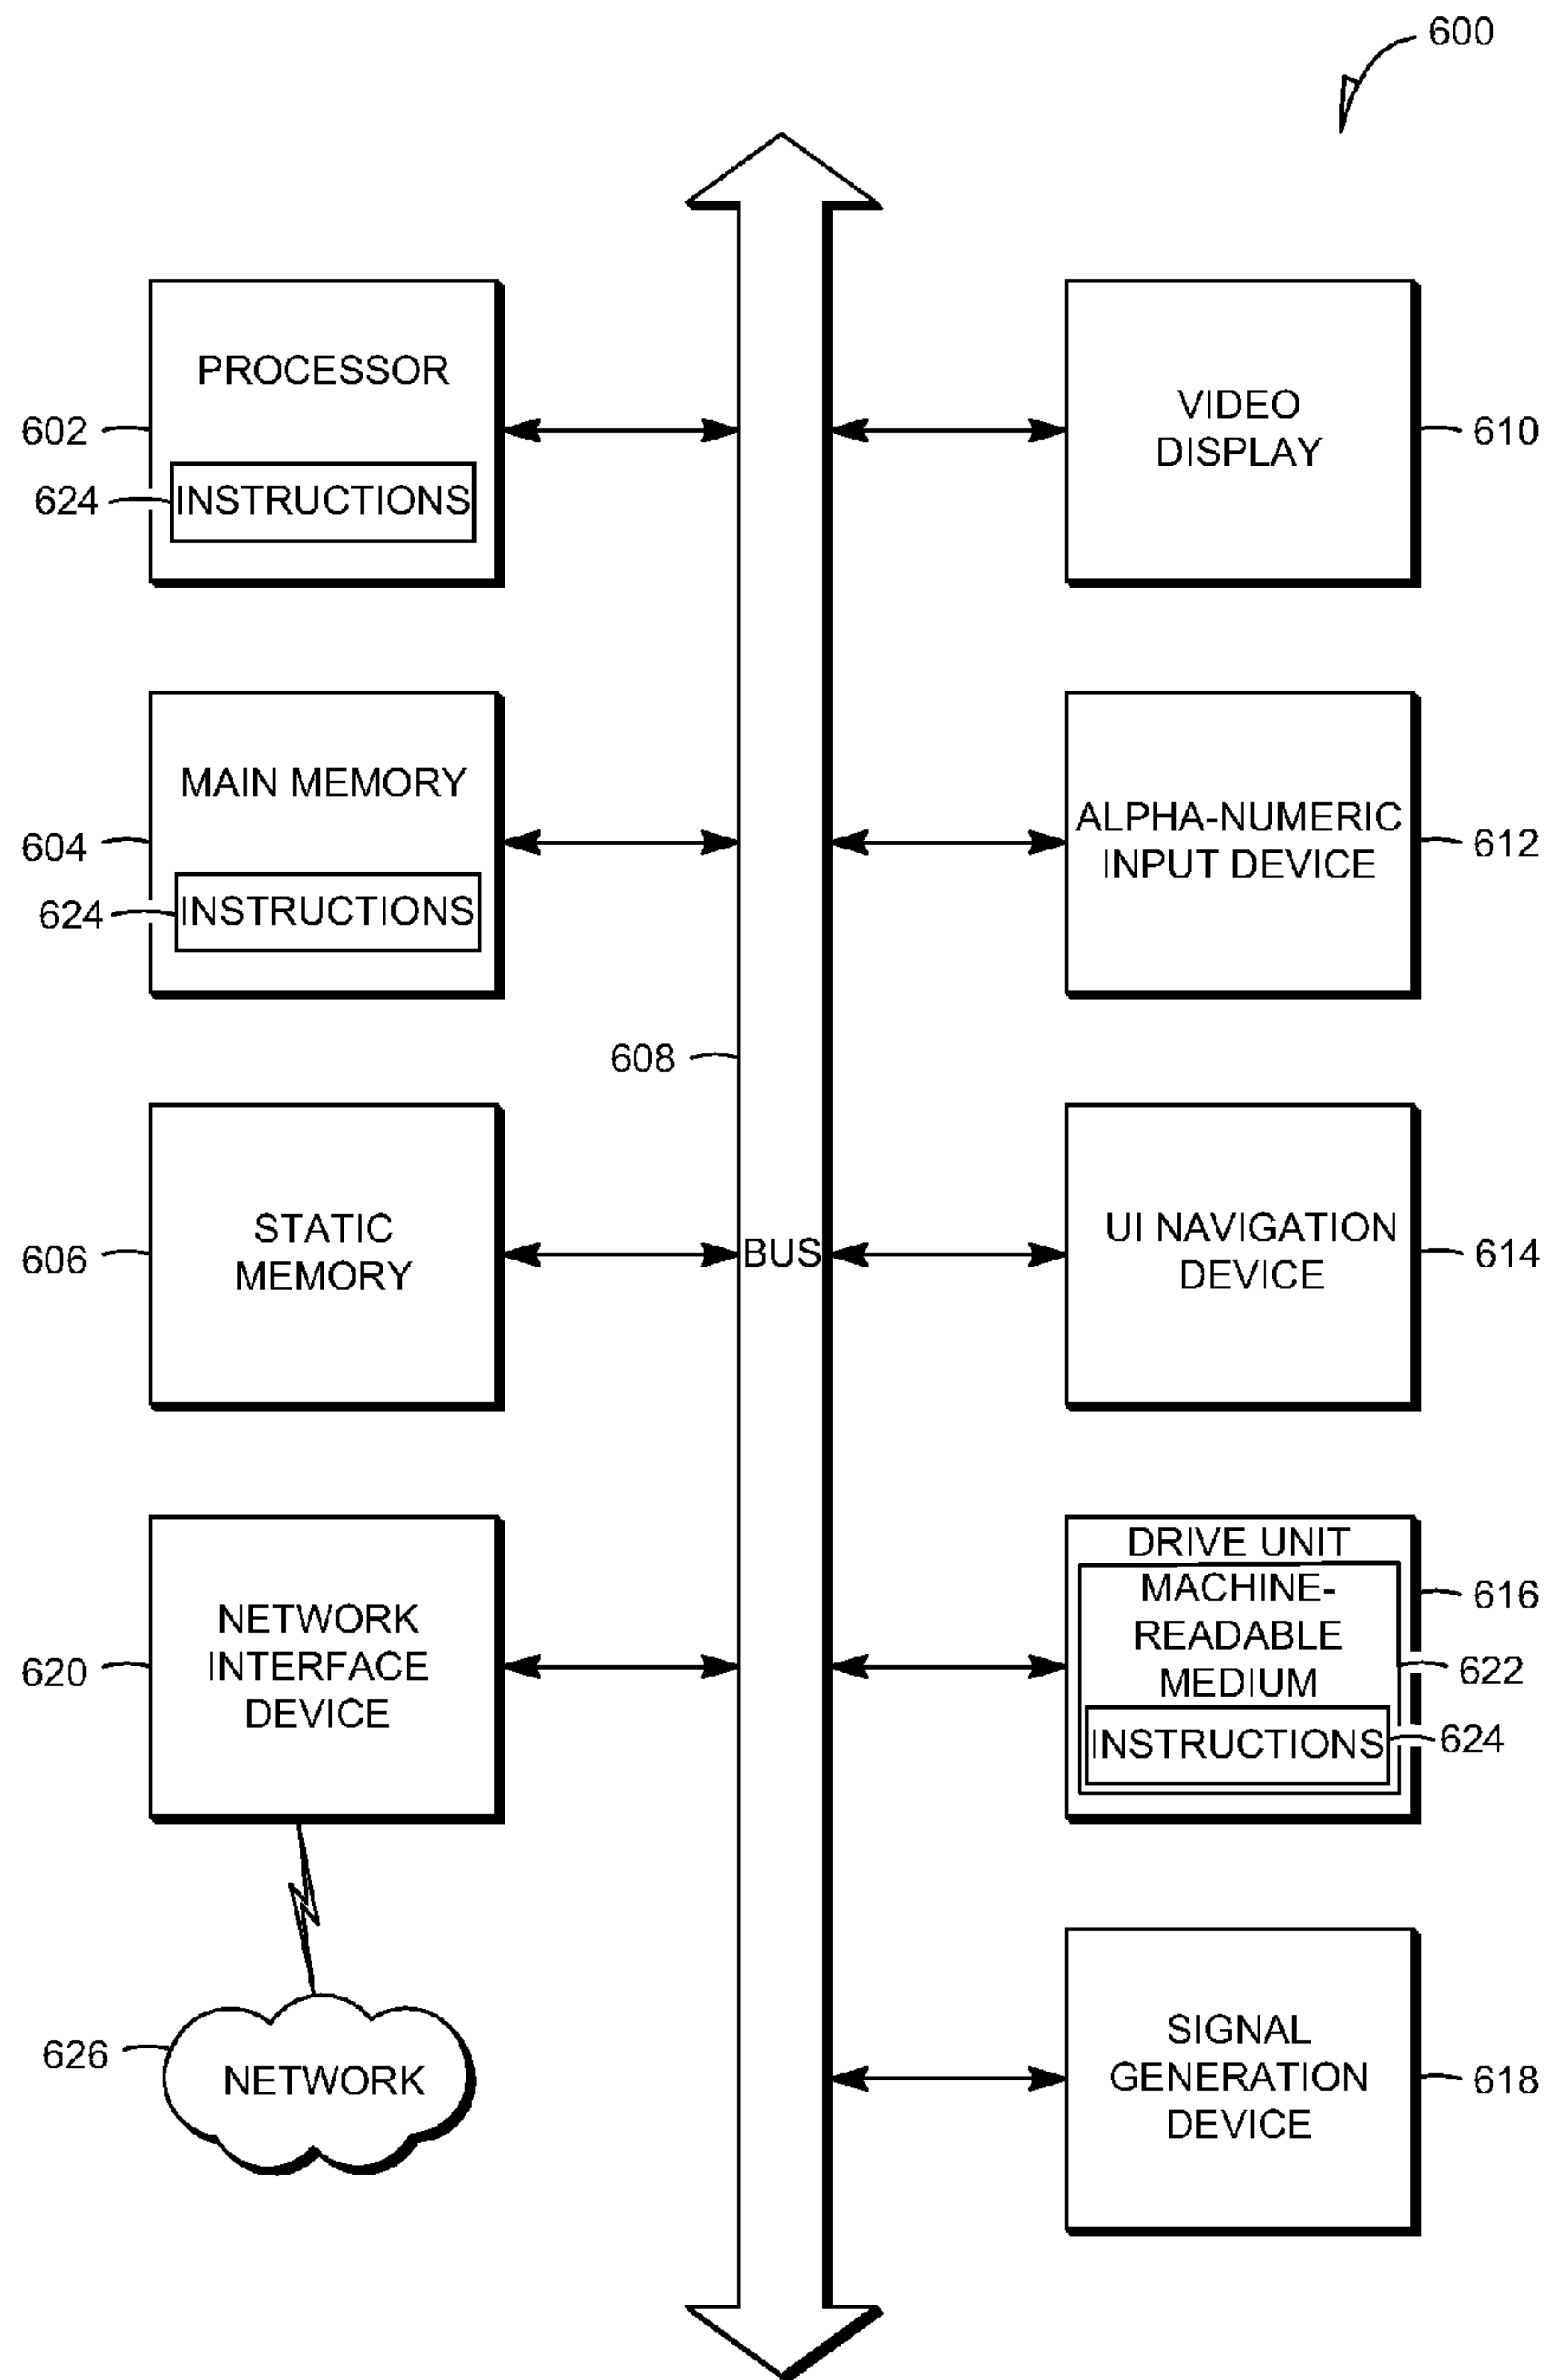 600
PROCESSOR
602
624
INSTRUCTIONS
VIDEO
DISPLAY
610
MAIN MEMORY
604
624
INSTRUCTIONS
ALPHA-NUMERIC
INPUT DEVICE
612
608
STATIC
MEMORY
606
BUS
UI NAVIGATION
DEVICE
614
NETWORK
INTERFACE
DEVICE
620
DRIVE UNIT
MACHINE-
READABLE
MEDIUM
INSTRUCTIONS
616
622
624
626
NETWORK
SIGNAL
GENERATION
DEVICE
618